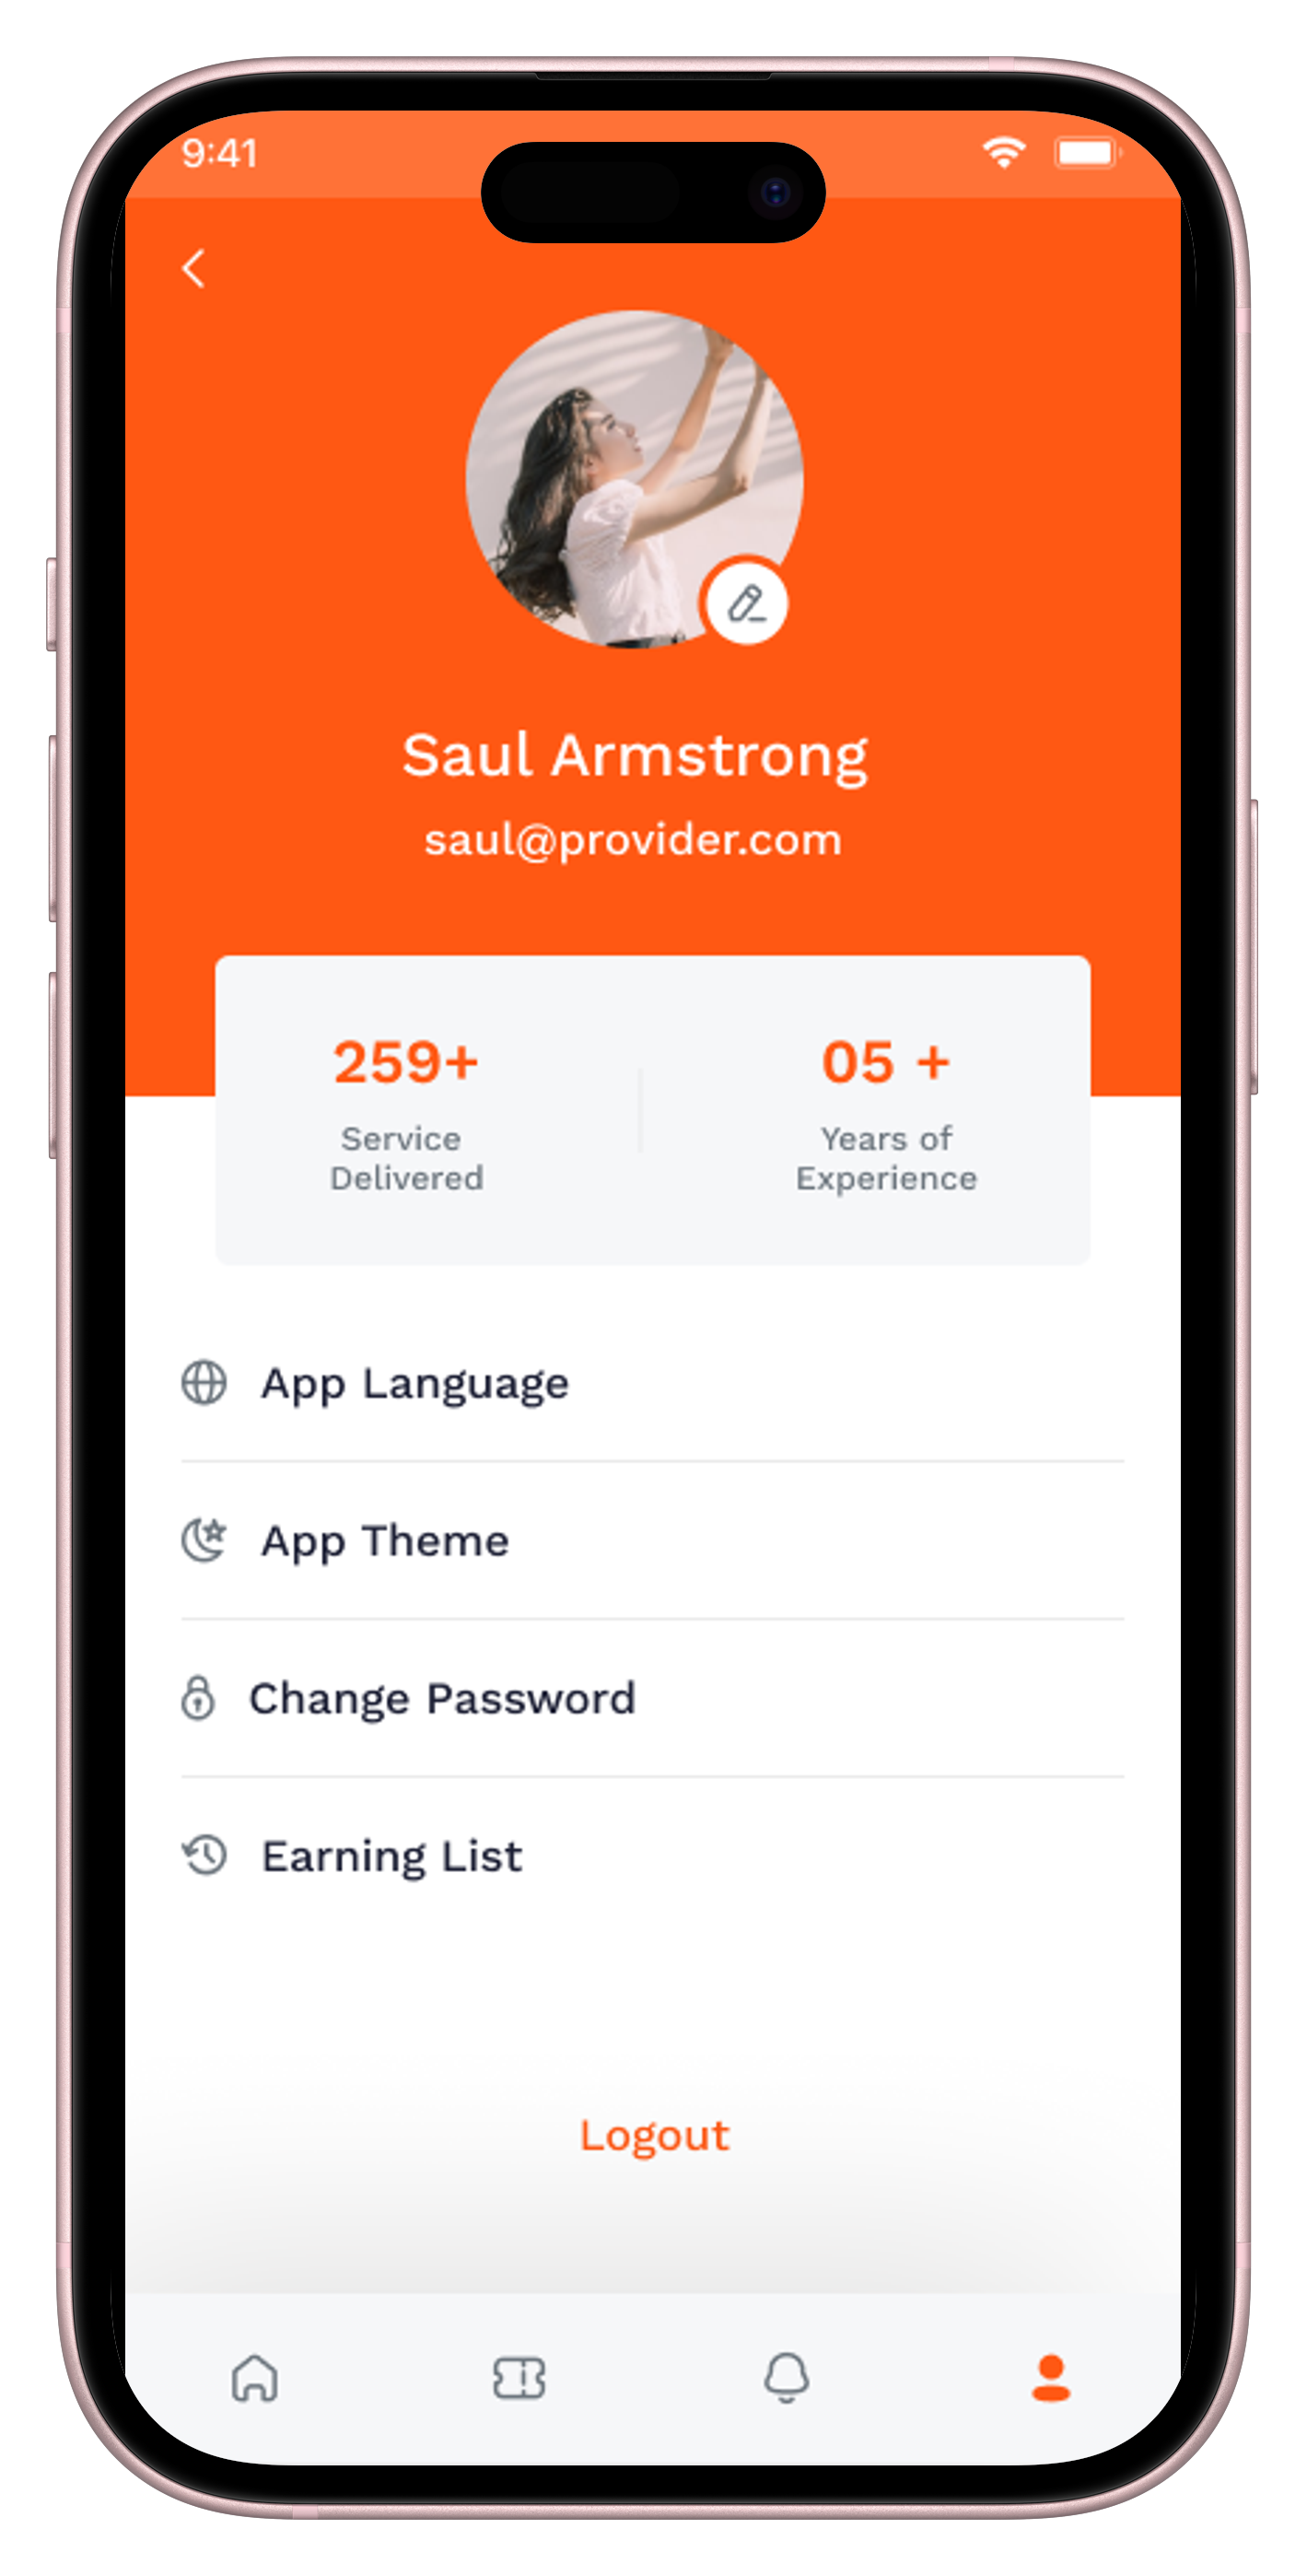 9:41
Saul Armstrong
saul@provider.com
259+
Service
Delivered
05 +
Years of
Experience
App Language
App Theme
Change Password
Earning List
Logout